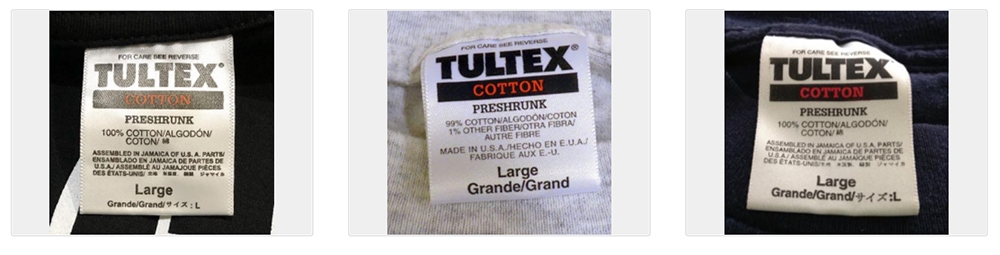 FOR CARE SEE REVERSE
TULTEX®
COTTON
PRESHRUNK
100% COTTON/ALGODÓN/
COTON/ 綿
ASSEMBLED IN JAMAICA OF U.S.A. PARTS/
ENSAMBLADO EN JAMAICA DE PARTES DE
U.S.A./ ASSEMBLÉ AU JAMAJOUE PIÈCES
DES ÉTATS-UNIS/
Large
Grande/Grand/サイズ:L
FOR CARE SEE REVERSE
TULTEX®
COTTON
PRESHRUNK
99% COTTON/ALGODÓN/COTON
1% OTHER FIBER/OTRA FIBRA/
AUTRE FIBRE
MADE IN U.S.A./HECHO EN E.U.A./
FABRIQUE AUX E.-U.
Large
Grande/Grand
FOR CARE SEE REVERSE
TULTEX
COTTON
PRESHRUNK
100% COTTON/ALGODÓN/
COTON/ 綿
ASSEMBLED IN JAMAICA OF U.S.A. PARTS/
ENSAMBLADO EN JAMAICA DE PARTES DE
U.S.A./ ASSEMBLÉ AU JAMAJOUE PIÈCES
DES ÉTATS-UNIS/
Large
Grande/Grand/サイズ:L